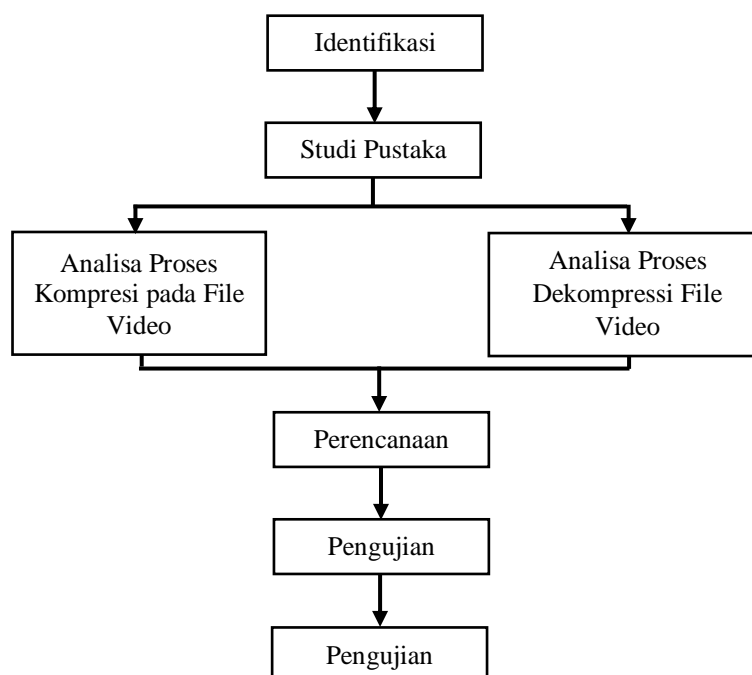 Identifikasi
Studi Pustaka
Analisa Proses
Kompresi pada File
Video
Analisa Proses
Dekompressi File
Video
Perencanaan
Pengujian
Pengujian